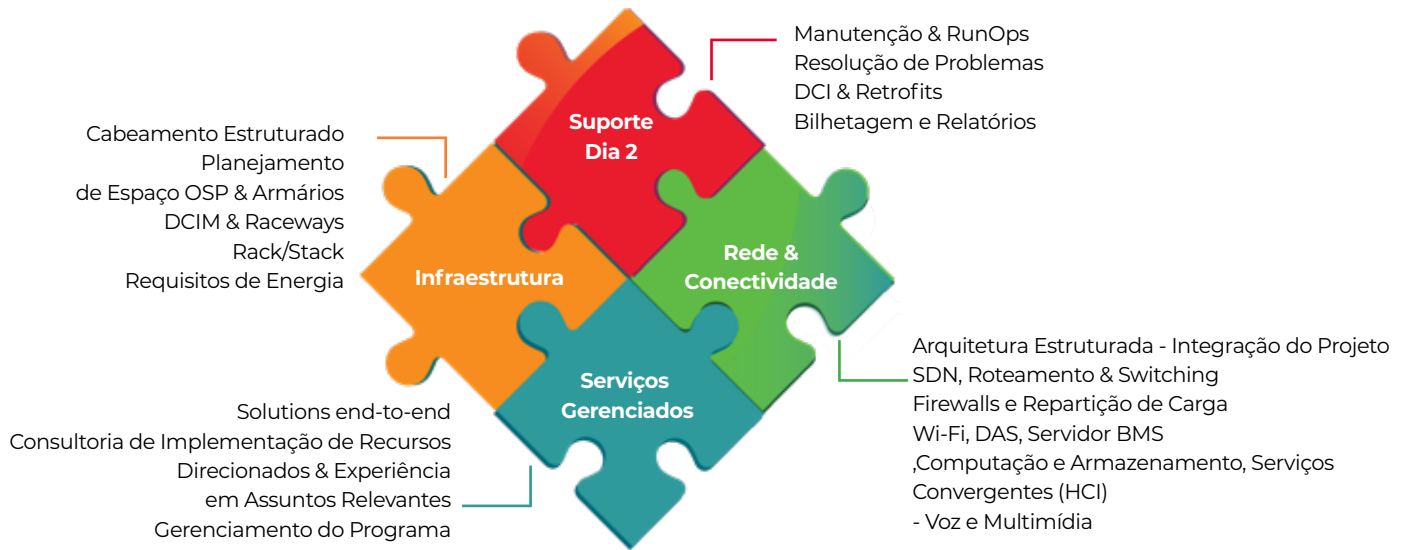 Manutenção & RunOps
Resolução de Problemas
DCI & Retrofits
Bilhetagem e Relatórios
Suporte
Dia 2
Cabeamento Estruturado
Planejamento
de Espaço OSP & Armários
DCIM & Raceways
Rack/Stack
Requisitos de Energia
Infraestrutura
Rede &
Conectividade
Arquitetura Estruturada - Integração do Projeto
SDN, Roteamento & Switching
Firewalls e Repartição de Carga
Wi-Fi, DAS, Servidor BMS
,Computação e Armazenamento, Serviços
Convergentes (HCI)
- Voz e Multimídia
Serviços
Gerenciados
Solutions end-to-end
Consultoria de Implementação de Recursos
Direcionados & Experiência
em Assuntos Relevantes
Gerenciamento do Programa